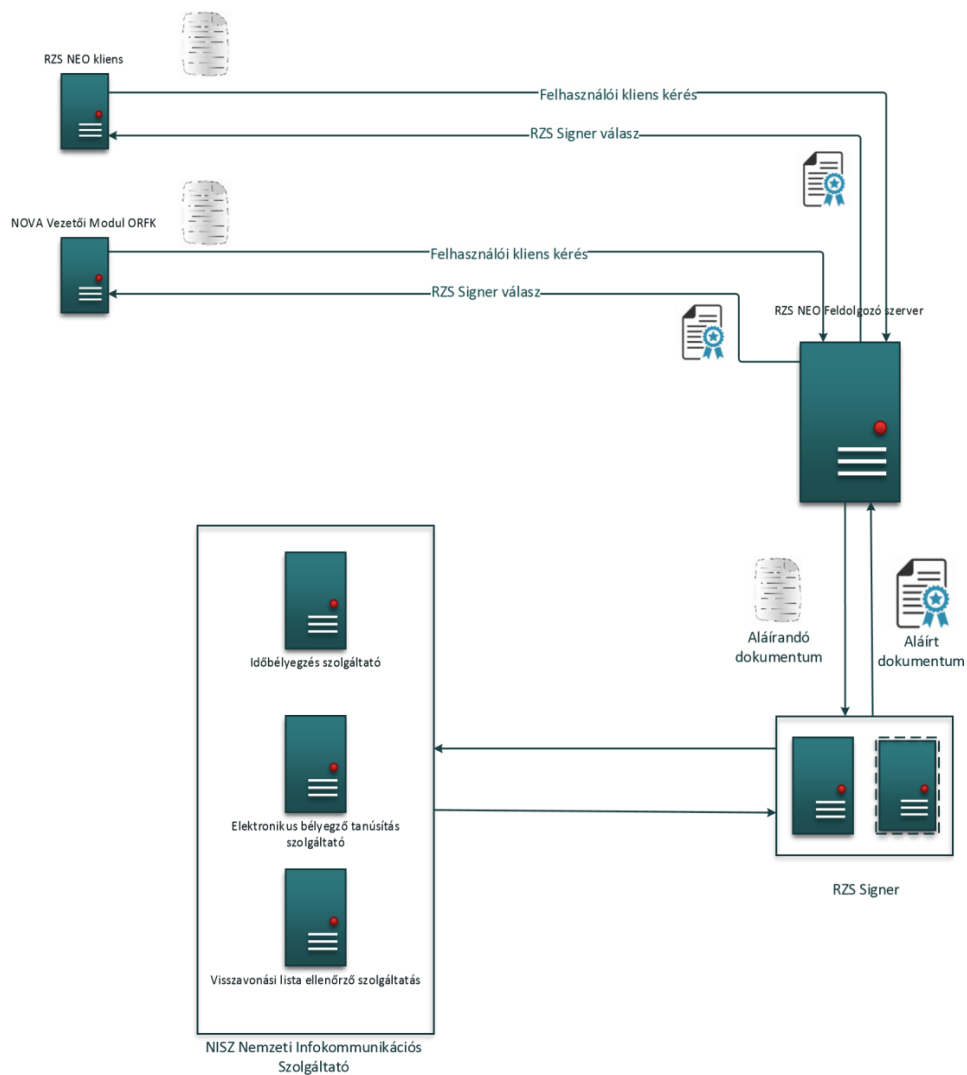 RZS NEO kliens
Felhasználói kliens kérés
RZS Signer válasz
NOVA Vezetői Modul ORFK
Felhasználói kliens kérés
RZS Signer válasz
RZS NEO Feldolgozó szerver
Időbélyegzés szolgáltató
Aláírandó
dokumentum
Aláírt
dokumentum
Elektronikus bélyegző tanúsítás
szolgáltató
RZS Signer
Visszavonási lista ellenőrző szolgáltatás
NISZ Nemzeti Infokommunikációs
Szolgáltató